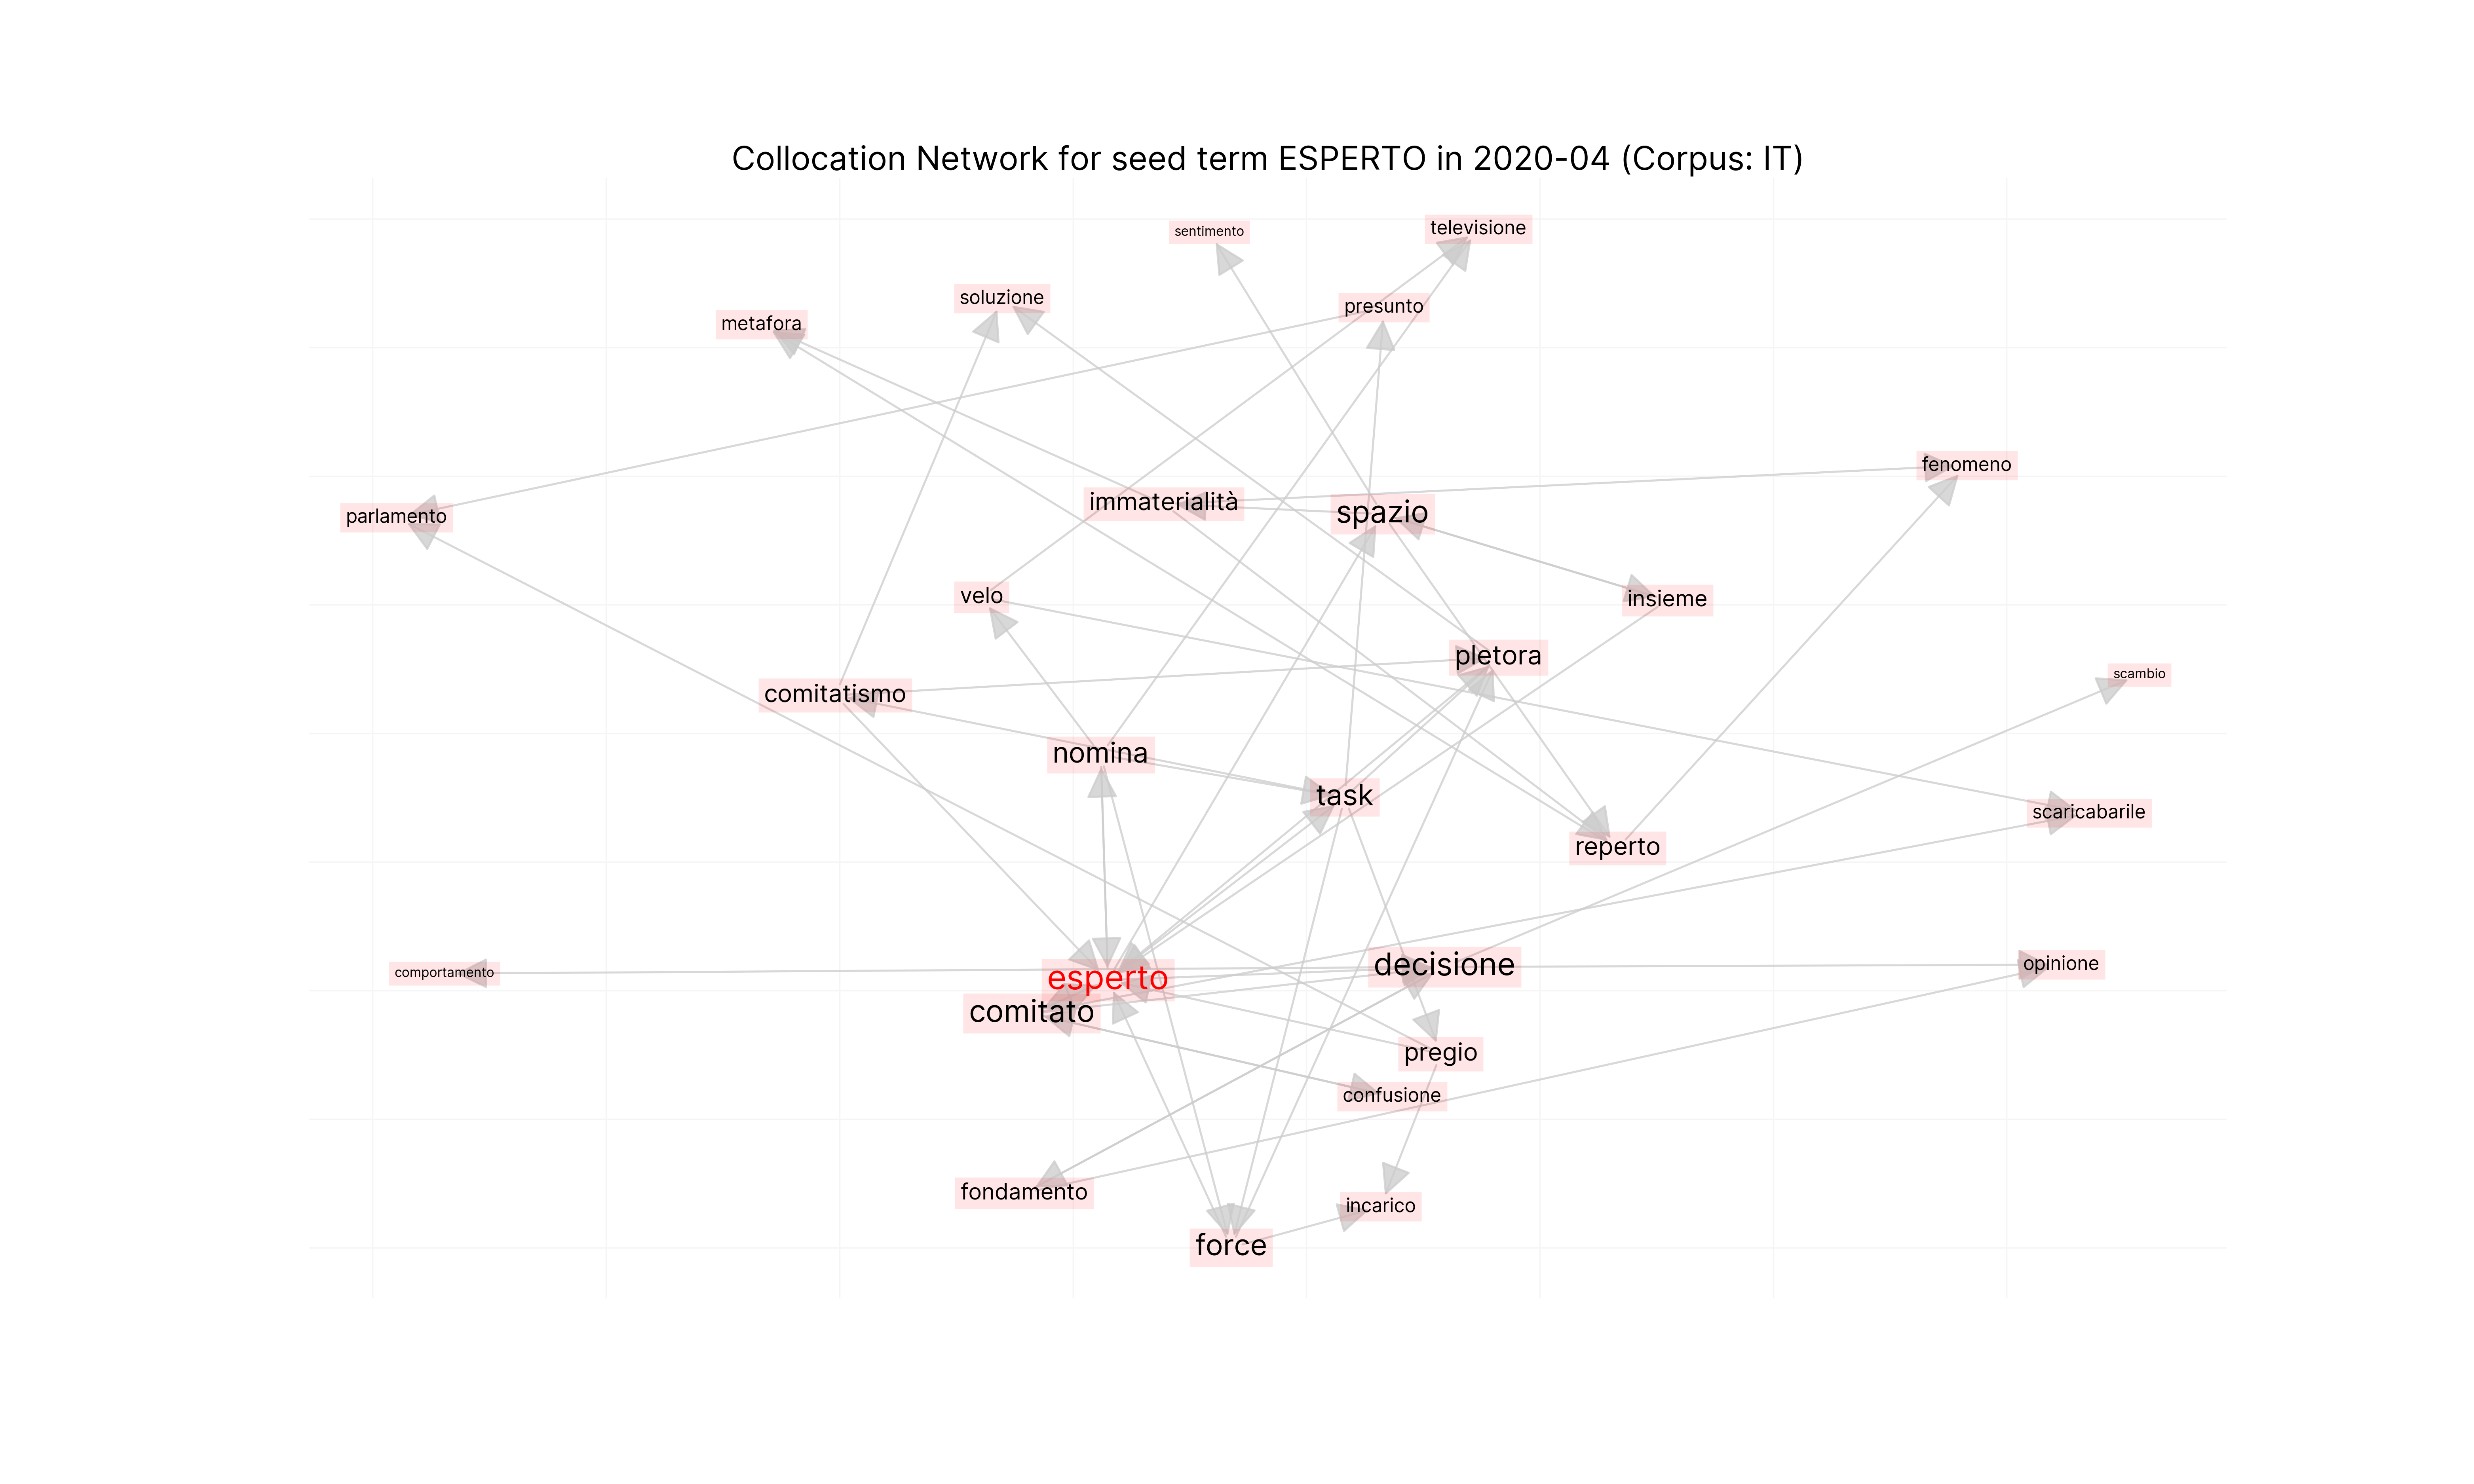 Collocation Network for seed term ESPERTO in 2020-04 (Corpus: IT)
sentimento
televisione
soluzione
presunto
metafora
fenomeno
immaterialità
spazio
parlamento
velo
insieme
pletora
scambio
comitatismo
nomina
task
scaricabarile
reperto
decisione
opinione
comportamento
esperto
comitato
pregio
confusione
fondamento
incarico
force